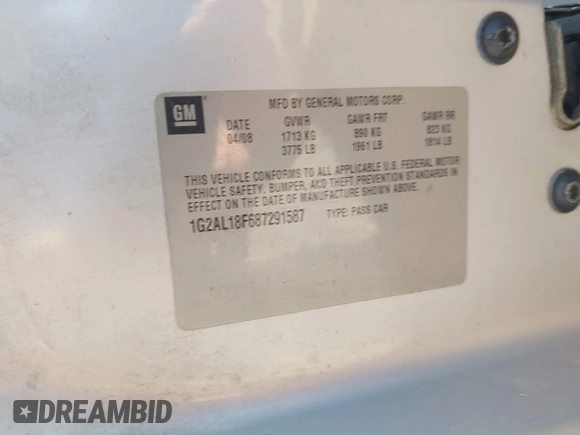 GM
MFD BY GENERAL MOTORS CORP.
DATE GVWR GAWR FRT GAWR RR
04/08 1713 KG 890 KG 823 KG
3775 LB 1961 LB 1814 LB
THIS VEHICLE CONFORMS TO ALL APPLICABLE U.S. FEDERAL MOTOR
VEHICLE SAFETY, BUMPER, AND THEFT PREVENTION STANDARDS IN
EFFECT ON THE DATE OF MANUFACTURE SHOWN ABOVE.
1G2AL18F687291587 TYPE: PASS CAR
DREAMBID